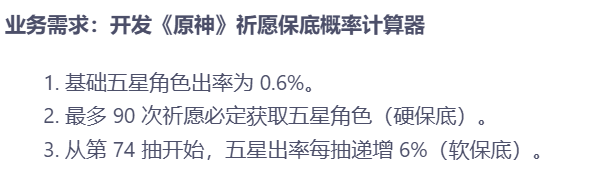 业务需求：开发《原神》祈愿保底概率计算器
1. 基础五星角色出率为 0.6%。
2. 最多 90 次祈愿必定获取五星角色（硬保底）。
3. 从第 74 抽开始，五星出率每抽递增 6%（软保底）。